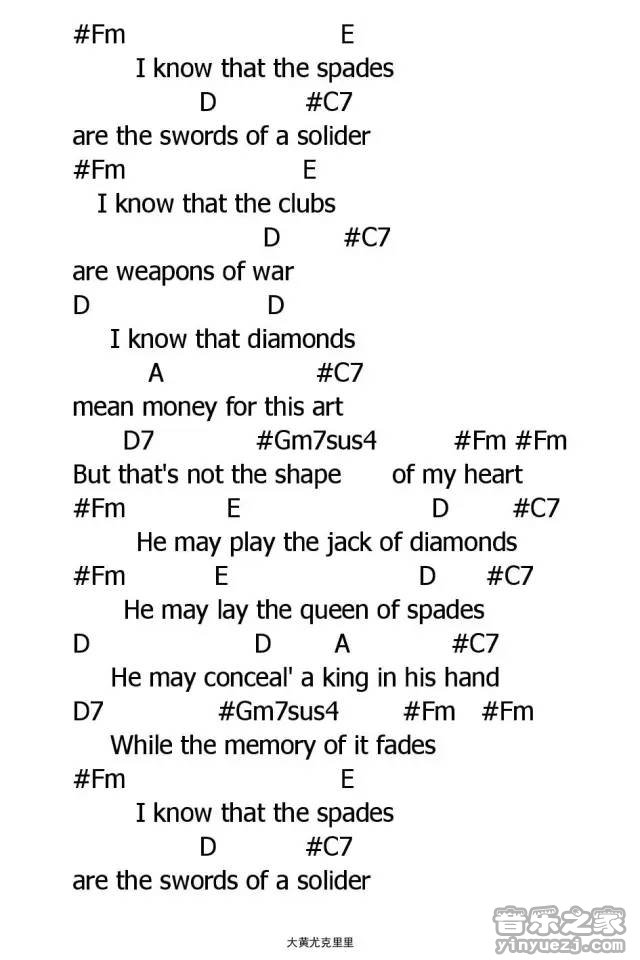 #Fm E
I know that the spades
D #C7
are the swords of a solider
#Fm E
I know that the clubs
D #C7
are weapons of war
D D
I know that diamonds
A #C7
mean money for this art
D7 #Gm7sus4 #Fm #Fm
But that's not the shape of my heart
#Fm E D #C7
He may play the jack of diamonds
#Fm E D #C7
He may lay the queen of spades
D D A #C7
He may conceal' a king in his hand
D7 #Gm7sus4 #Fm #Fm
While the memory of it fades
#Fm E
I know that the spades
D #C7
are the swords of a solider
音乐之家
yinyuezj.com
大黄尤克里里